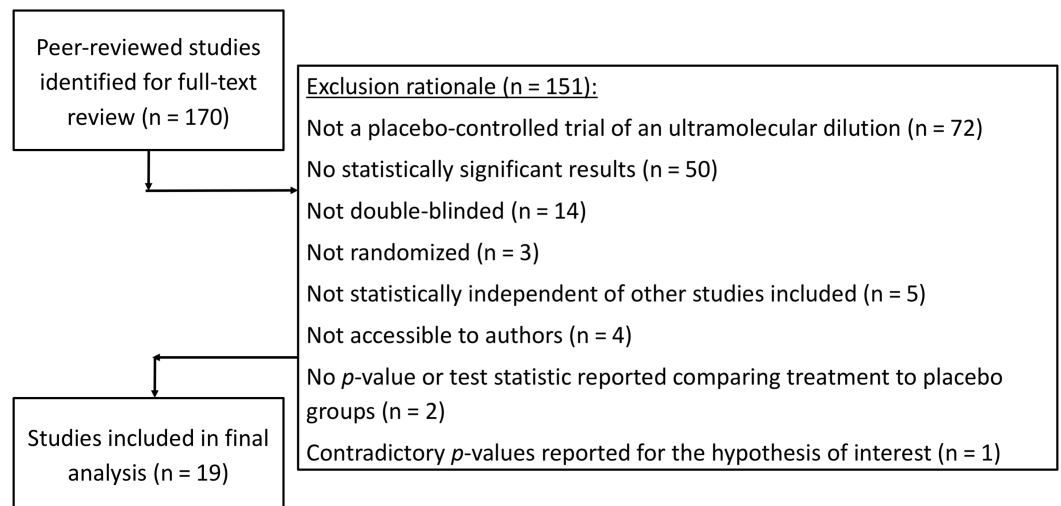 Peer-reviewed studies
identified for full-text
review (n = 170)
Exclusion rationale (n = 151):
Not a placebo-controlled trial of an ultramolecular dilution (n = 72)
No statistically significant results (n = 50)
Not double-blinded (n = 14)
Not randomized (n = 3)
Not statistically independent of other studies included (n = 5)
Not accessible to authors (n = 4)
No p-value or test statistic reported comparing treatment to placebo
groups (n = 2)
Contradictory p-values reported for the hypothesis of interest (n = 1)
Studies included in final
analysis (n = 19)